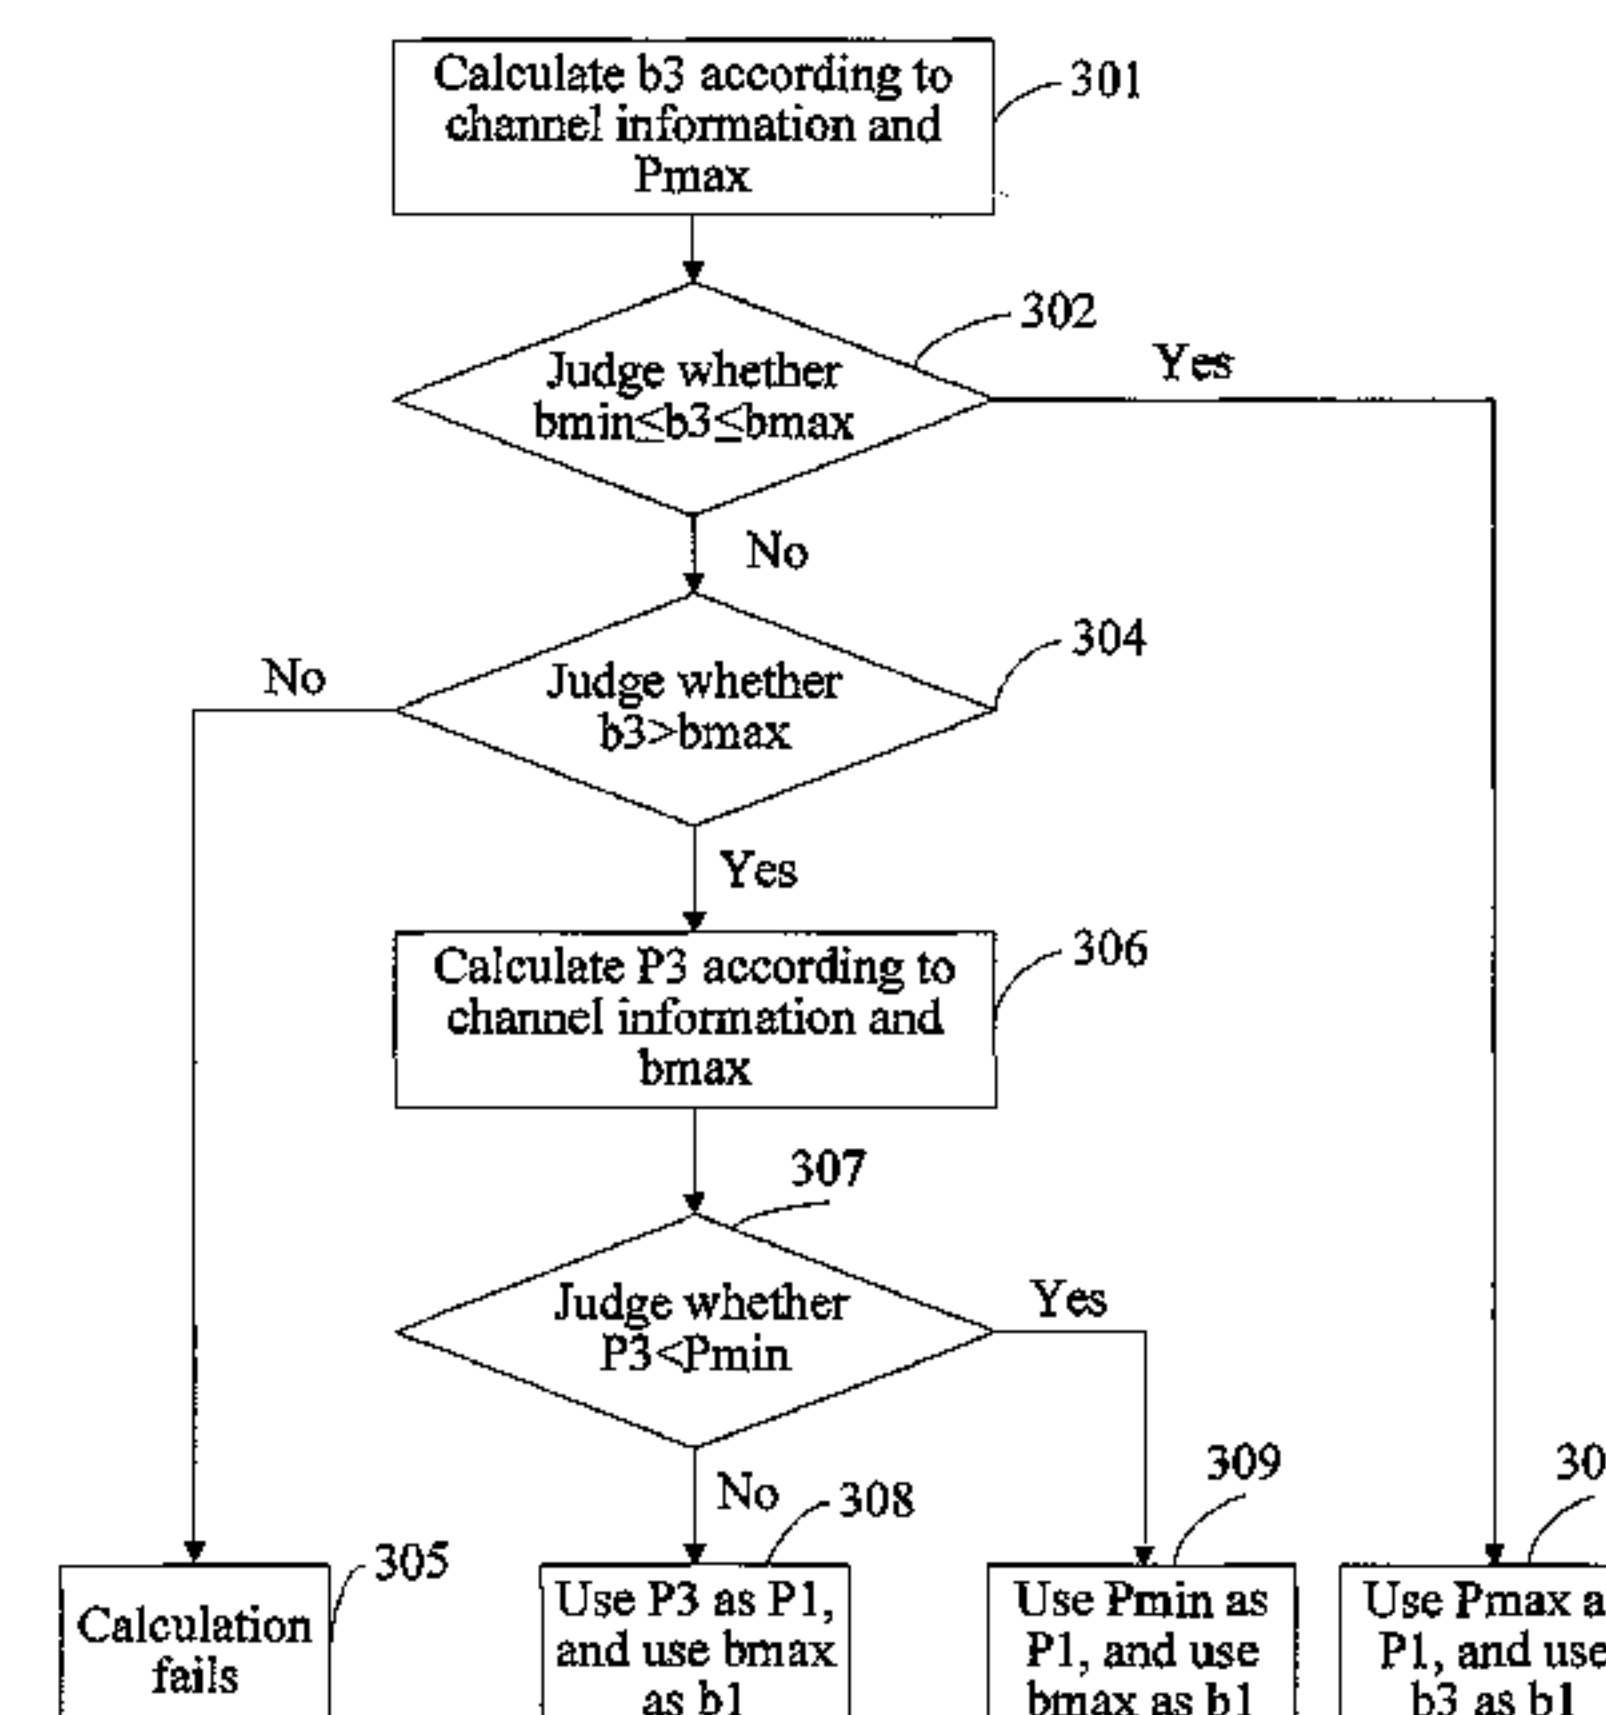 Calculate b3 according to
channel information and
Pmax
301
Judge whether
bmin≤b3≤bmax
302
Yes
No
Judge whether
b3>bmax
304
No
Yes
Calculate P3 according to
channel information and
bmax
306
307
Judge whether
P3<Pmin
Yes
No
308
309
305
Calculation
fails
Use P3 as P1,
and use bmax
as b1
Use Pmin as
P1, and use
bmax as b1
Use Pmax
P1, and use
b3 as b1